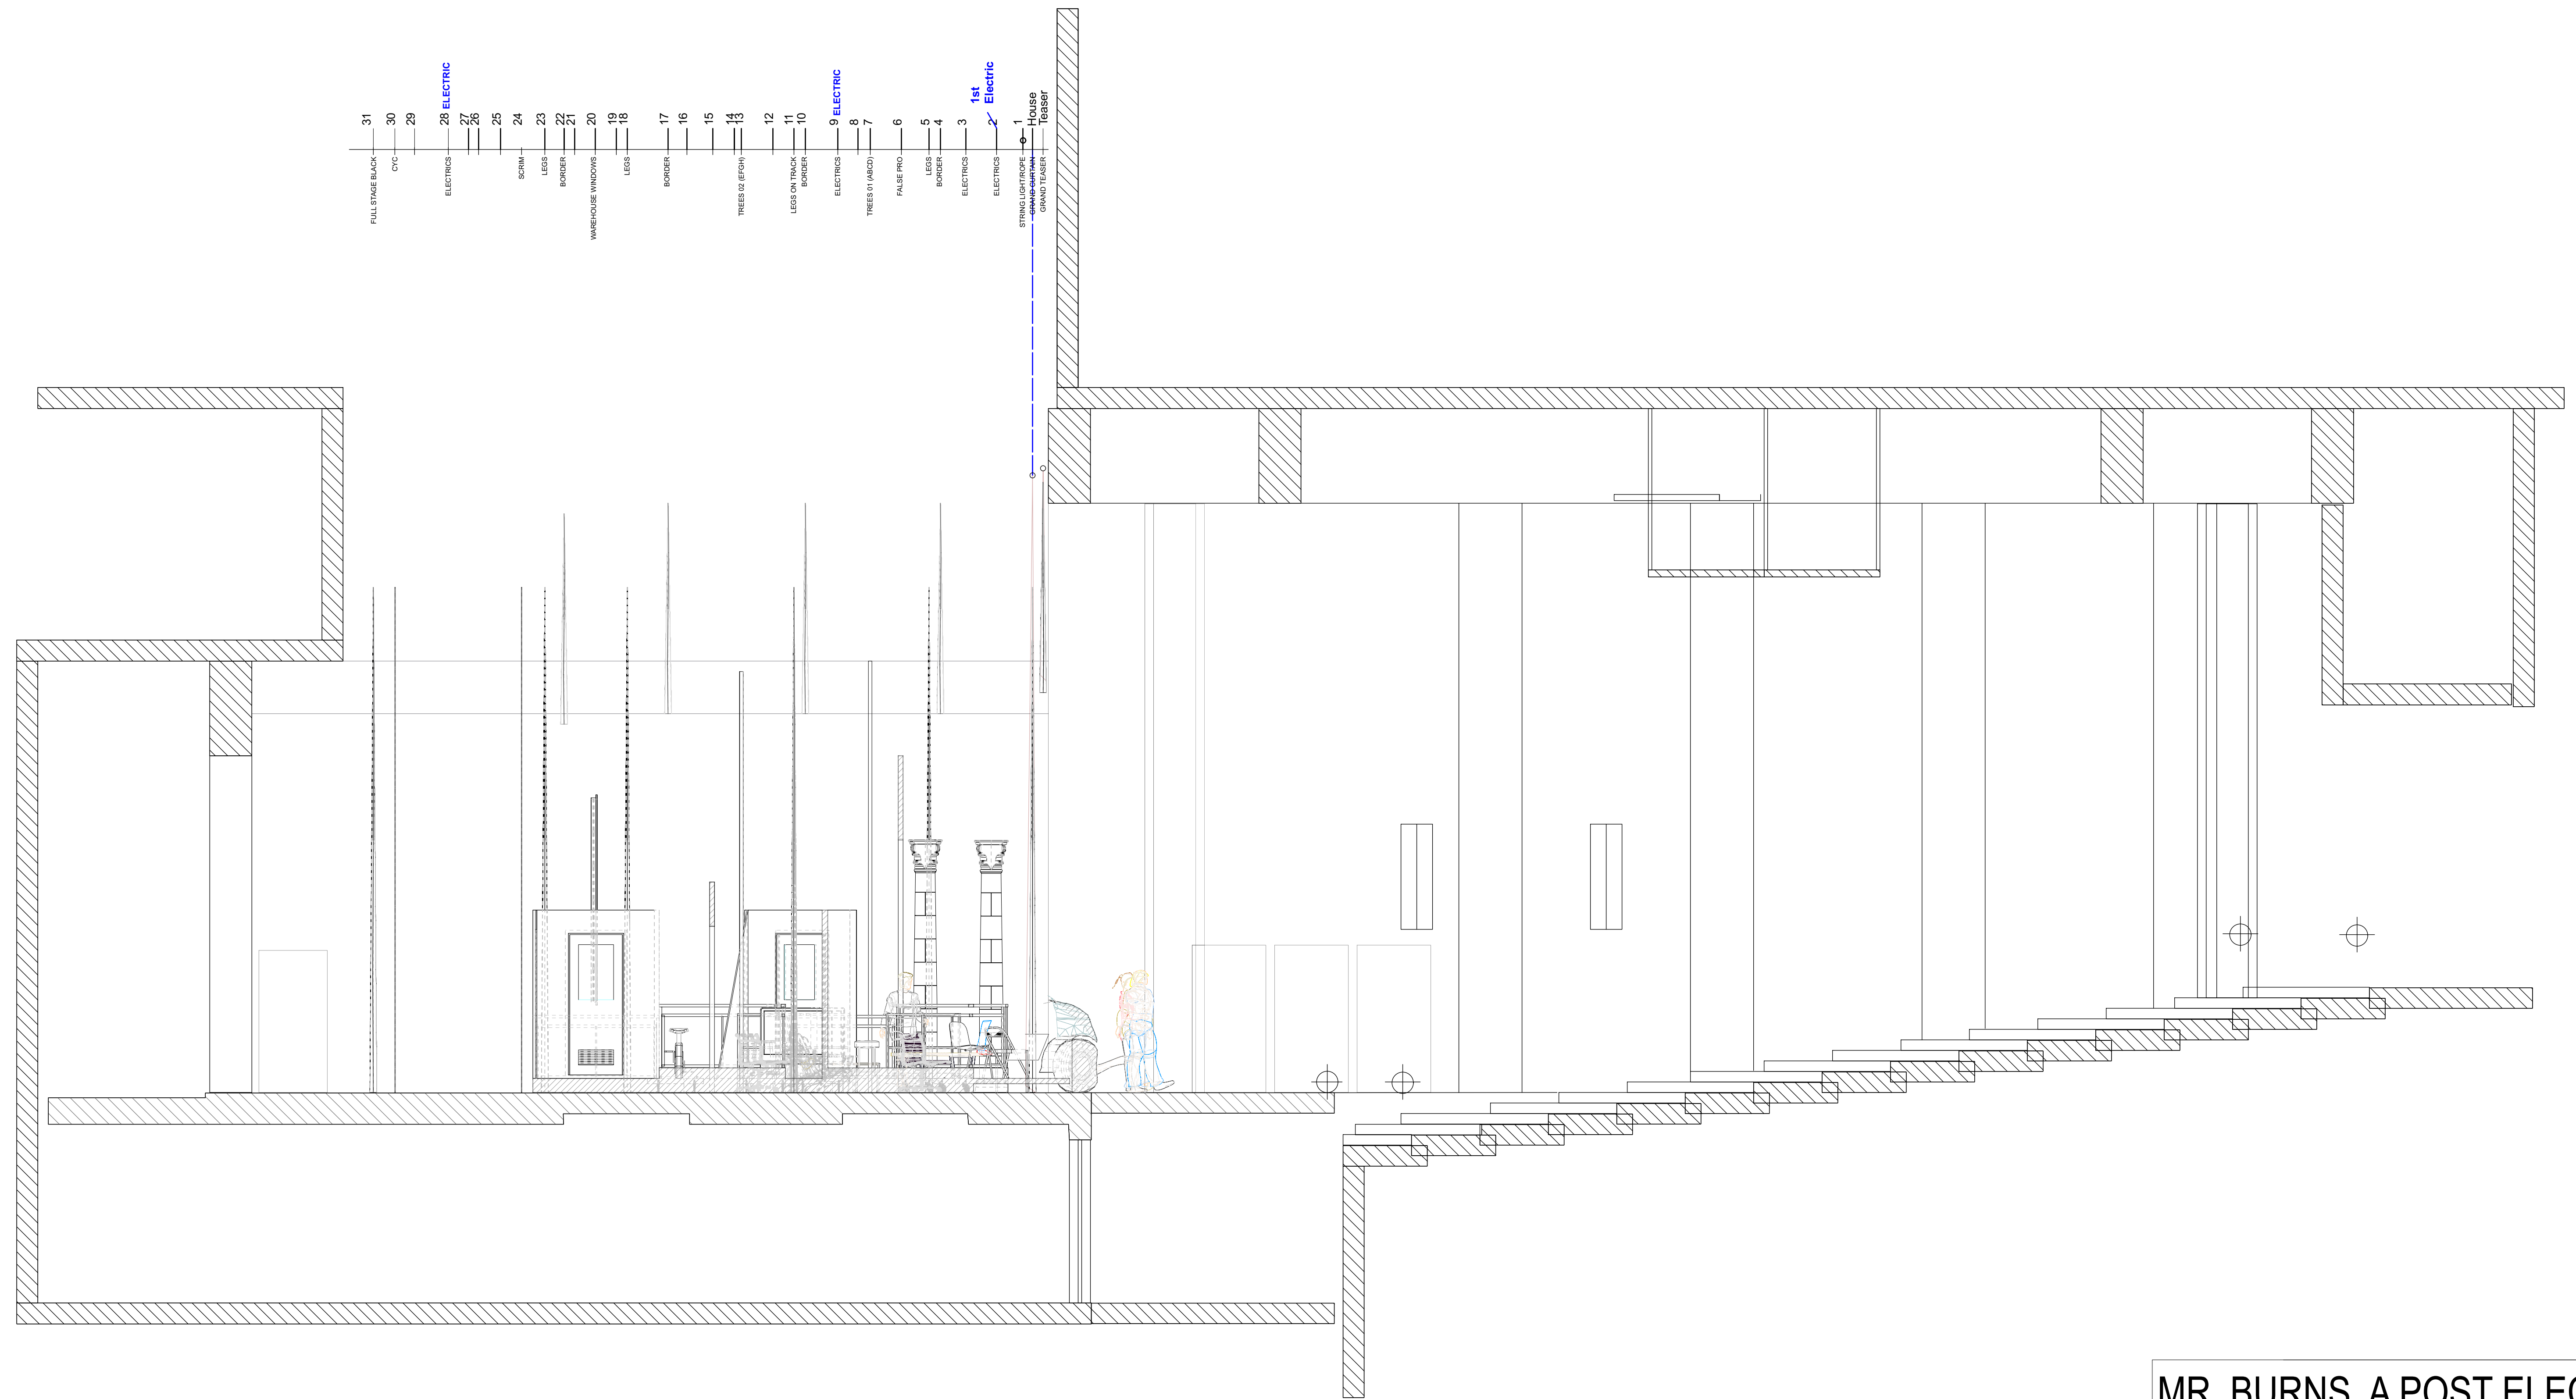 31
30
29
28 ELECTRIC
27
26
25
24
23
22
21
20
19
18
17
16
15
14
13
12
11
10
9 ELECTRIC
8
7
6
5
4
3
2
1st
Electric
1
House
Teaser
FULL STAGE BLACK
CYC
ELECTRICS
SCRIM
LEGS
BORDER
WAREHOUSE WINDOWS
LEGS
BORDER
TREES 02 (EFGH)
LEGS ON TRACK
BORDER
ELECTRICS
TREES 01 (ABCD)
FALSE PRO
LEGS
BORDER
ELECTRICS
ELECTRICS
STRING LIGHT/ROPE
GRAND CURTAIN
GRAND TEASER
MR. BURNS, A POST ELEC